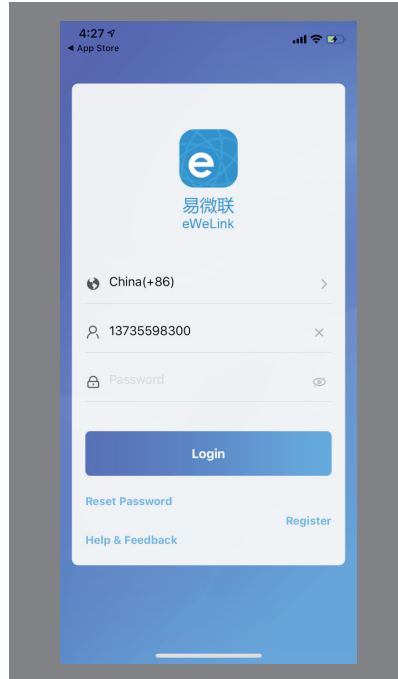 4:27
◀ App Store
e
易微联
eWeLink
China(+86)
13735598300
Password
Login
Reset Password
Register
Help & Feedback